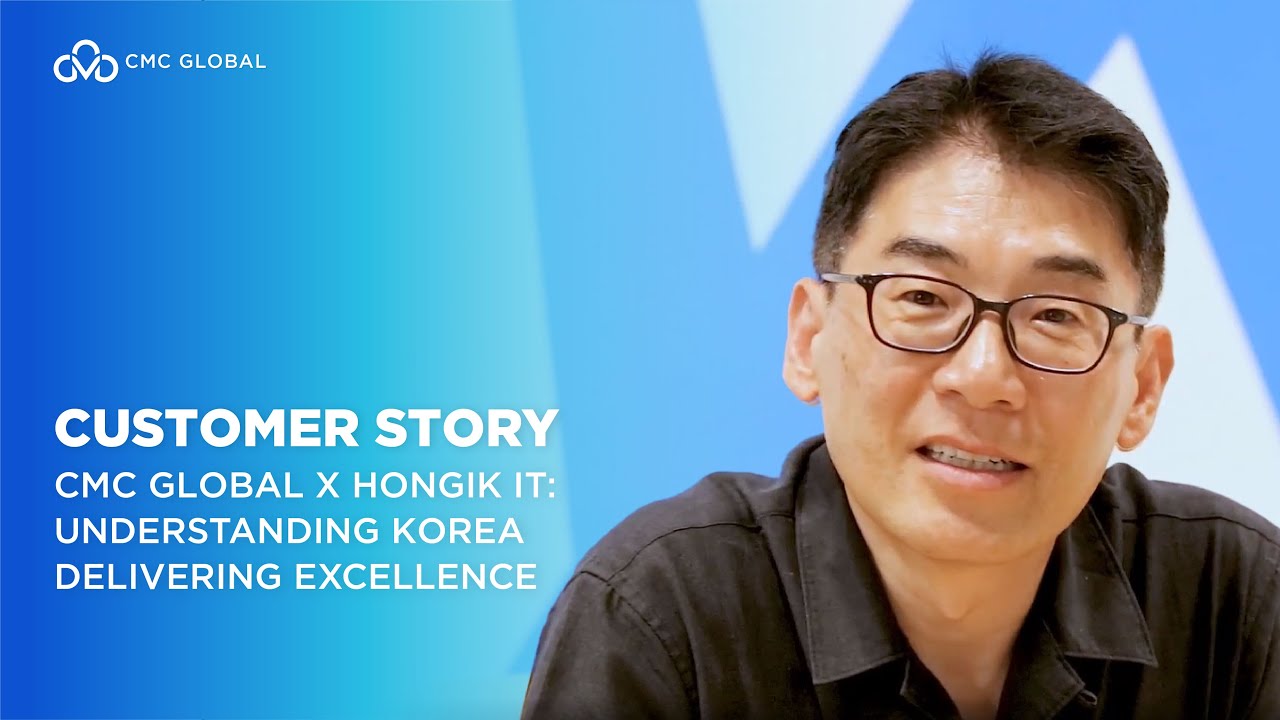 CMC GLOBAL
CUSTOMER STORY
CMC GLOBAL X HONGIK IT:
UNDERSTANDING KOREA
DELIVERING EXCELLENCE